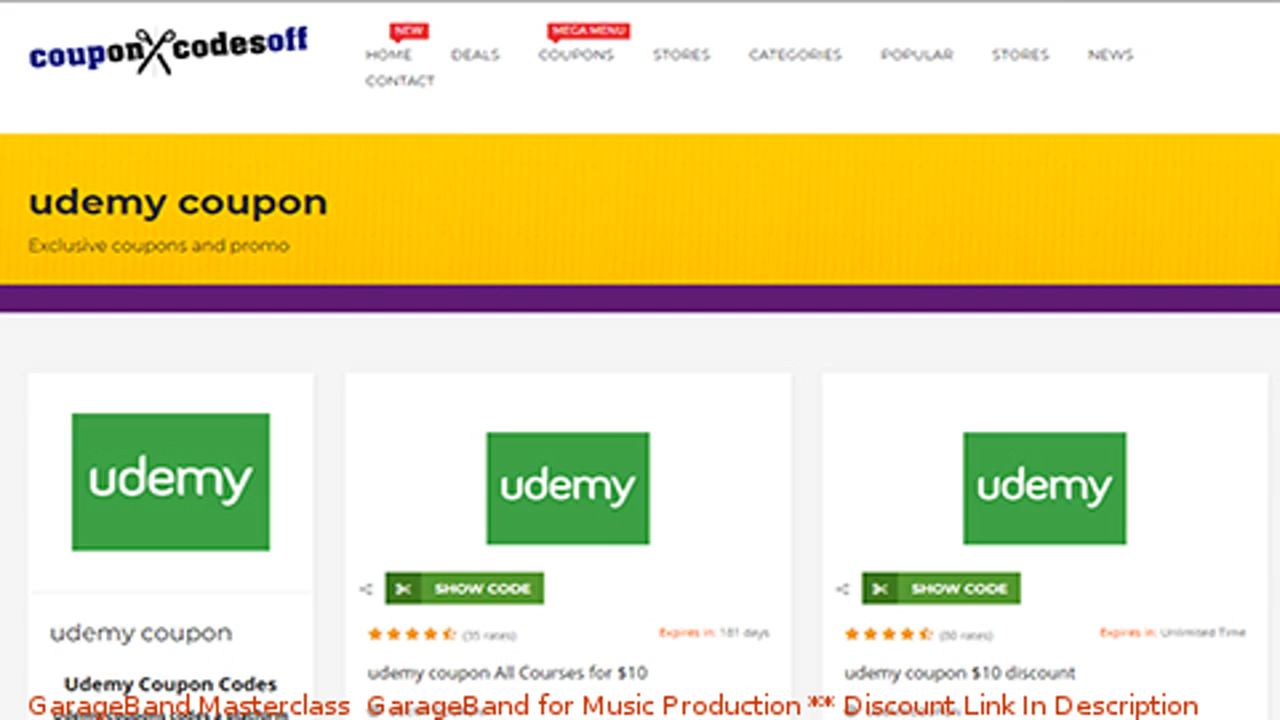 couponcodesoff
NEW
MEGA MENU
HOME DEALS COUPONS STORES CATEGORIES POPULAR STORES NEWS
CONTACT
udemy coupon
Exclusive coupons and promo
udemy
udemy
udemy
SHOW CODE
SHOW CODE
(35 rates)
Expires in: 181 days
(80 rates)
Expires in: Unlimited Time
udemy coupon
udemy coupon All Courses for $10
udemy coupon $10 discount
Udemy Coupon Codes
GarageBand Masterclass GarageBand for Music Production ** Discount Link In Description